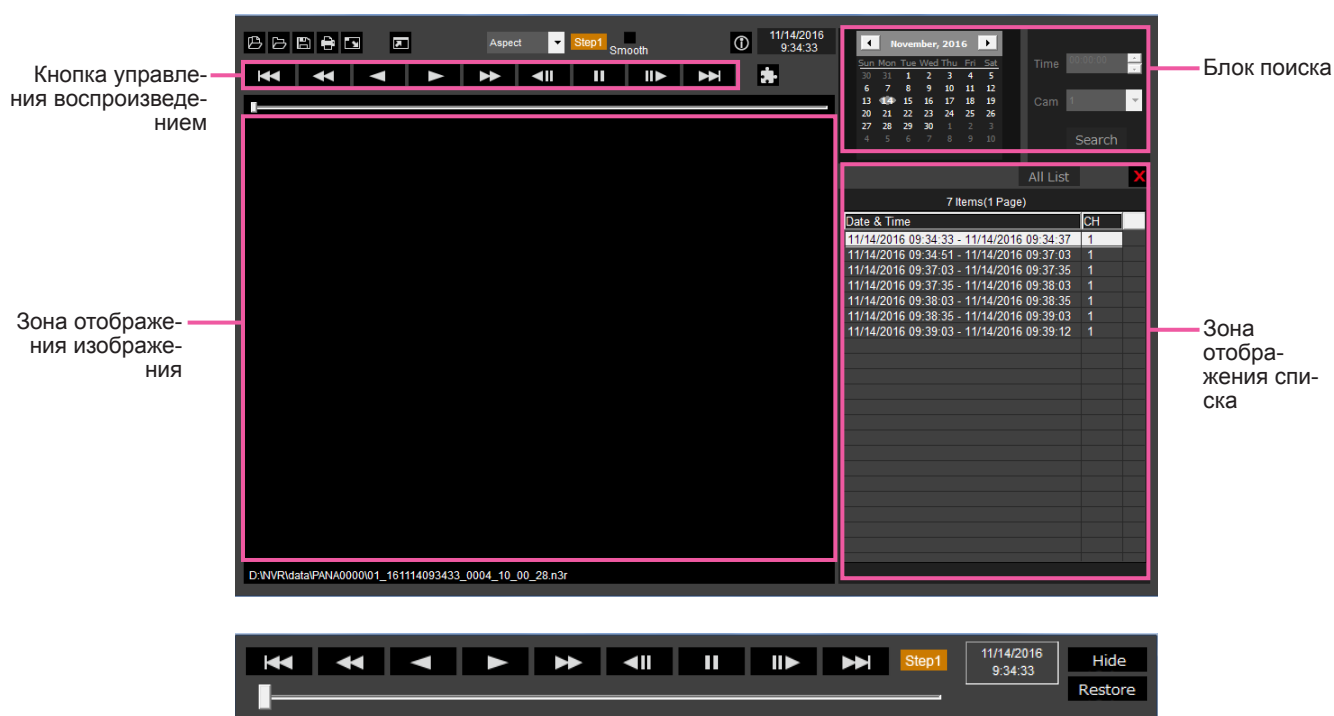 Кнопка управле-
ния воспроизведе-
нием
Зона отображе-
ния изображе-
ния
Aspect
Step1
Smooth
11/14/2016
9:34:33
November, 2016
Sun Mon Tue Wed Thu Fri Sat
30 31 1 2 3 4 5
6 7 8 9 10 11 12
13 14 15 16 17 18 19
20 21 22 23 24 25 26
27 28 29 30 1 2 3
4 5 6 7 8 9 10
Time 00:00:00
Cam 1
Search
Блок поиска
All List
X
7 Items(1 Page)
Date & Time CH
11/14/2016 09:34:33 - 11/14/2016 09:34:37 1
11/14/2016 09:34:51 - 11/14/2016 09:37:03 1
11/14/2016 09:37:03 - 11/14/2016 09:37:35 1
11/14/2016 09:37:35 - 11/14/2016 09:38:03 1
11/14/2016 09:38:03 - 11/14/2016 09:38:35 1
11/14/2016 09:38:35 - 11/14/2016 09:39:03 1
11/14/2016 09:39:03 - 11/14/2016 09:39:12 1
Зона
отобра-
жения спи-
ска
D:\NVR\data\PANA0000\01_161114093433_0004_10_00_28.n3r
Step1
11/14/2016
9:34:33
Hide
Restore